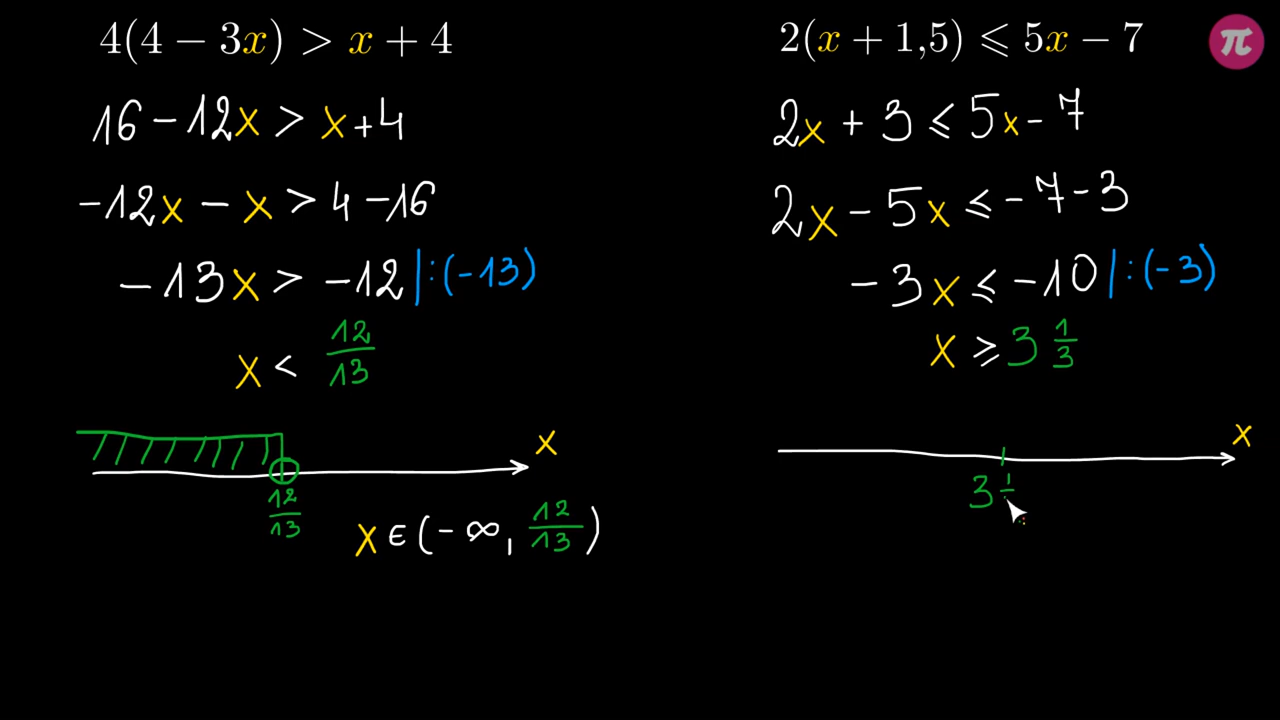 4(4 − 3x) > x + 4
16 − 12x > x + 4
−12x − x > 4 − 16
−13x > −12 |:(−13)
x < 12/13
x
12/13
x ∈ (−∞, 12/13)
2(x + 1,5) ⩽ 5x − 7
2x + 3 ⩽ 5x − 7
2x − 5x ⩽ −7 − 3
−3x ⩽ −10 |:(−3)
x ⩾ 3 1/3
x
3 1
π